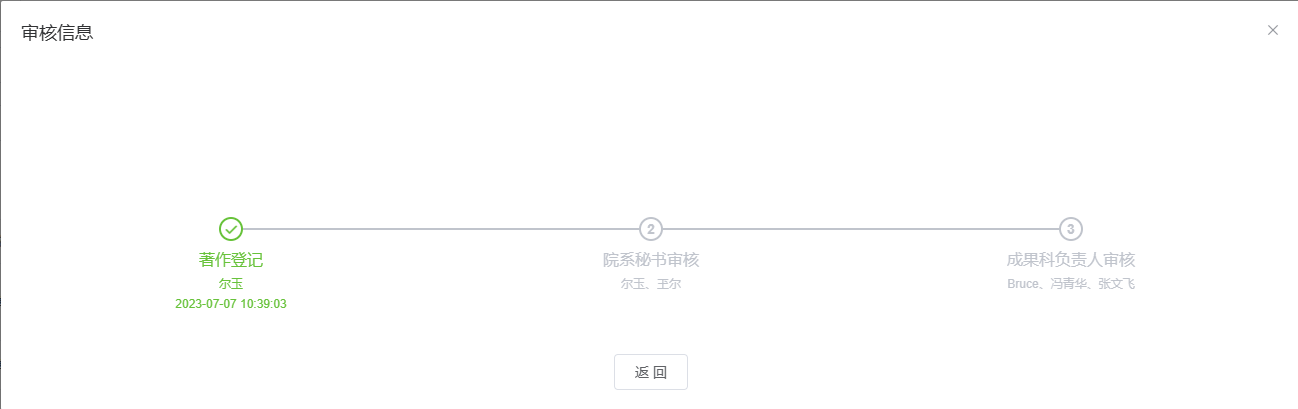 审核信息
2
3
著作登记
院系秘书审核
成果科负责人审核
尔玉
尔玉、王尔
Bruce、冯青华、张文飞
2023-07-07 10:39:03
返 回